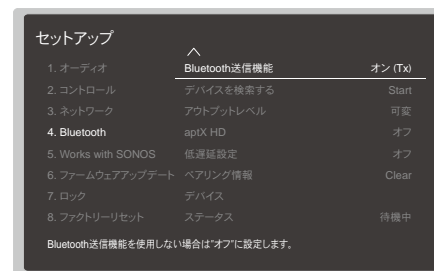 セットアップ
1. オーディオ
Bluetooth送信機能 オン (Tx)
2. コントロール
デバイスを検索する Start
3. ネットワーク
アウトプットレベル 可変
4. Bluetooth
aptX HD オフ
5. Works with SONOS
低遅延設定 オフ
6. ファームウェアアップデート
ペアリング情報 Clear
7. ロック
デバイス
8. ファクトリーリセット
ステータス 待機中
Bluetooth送信機能を使用しない場合は"オフ"に設定します。